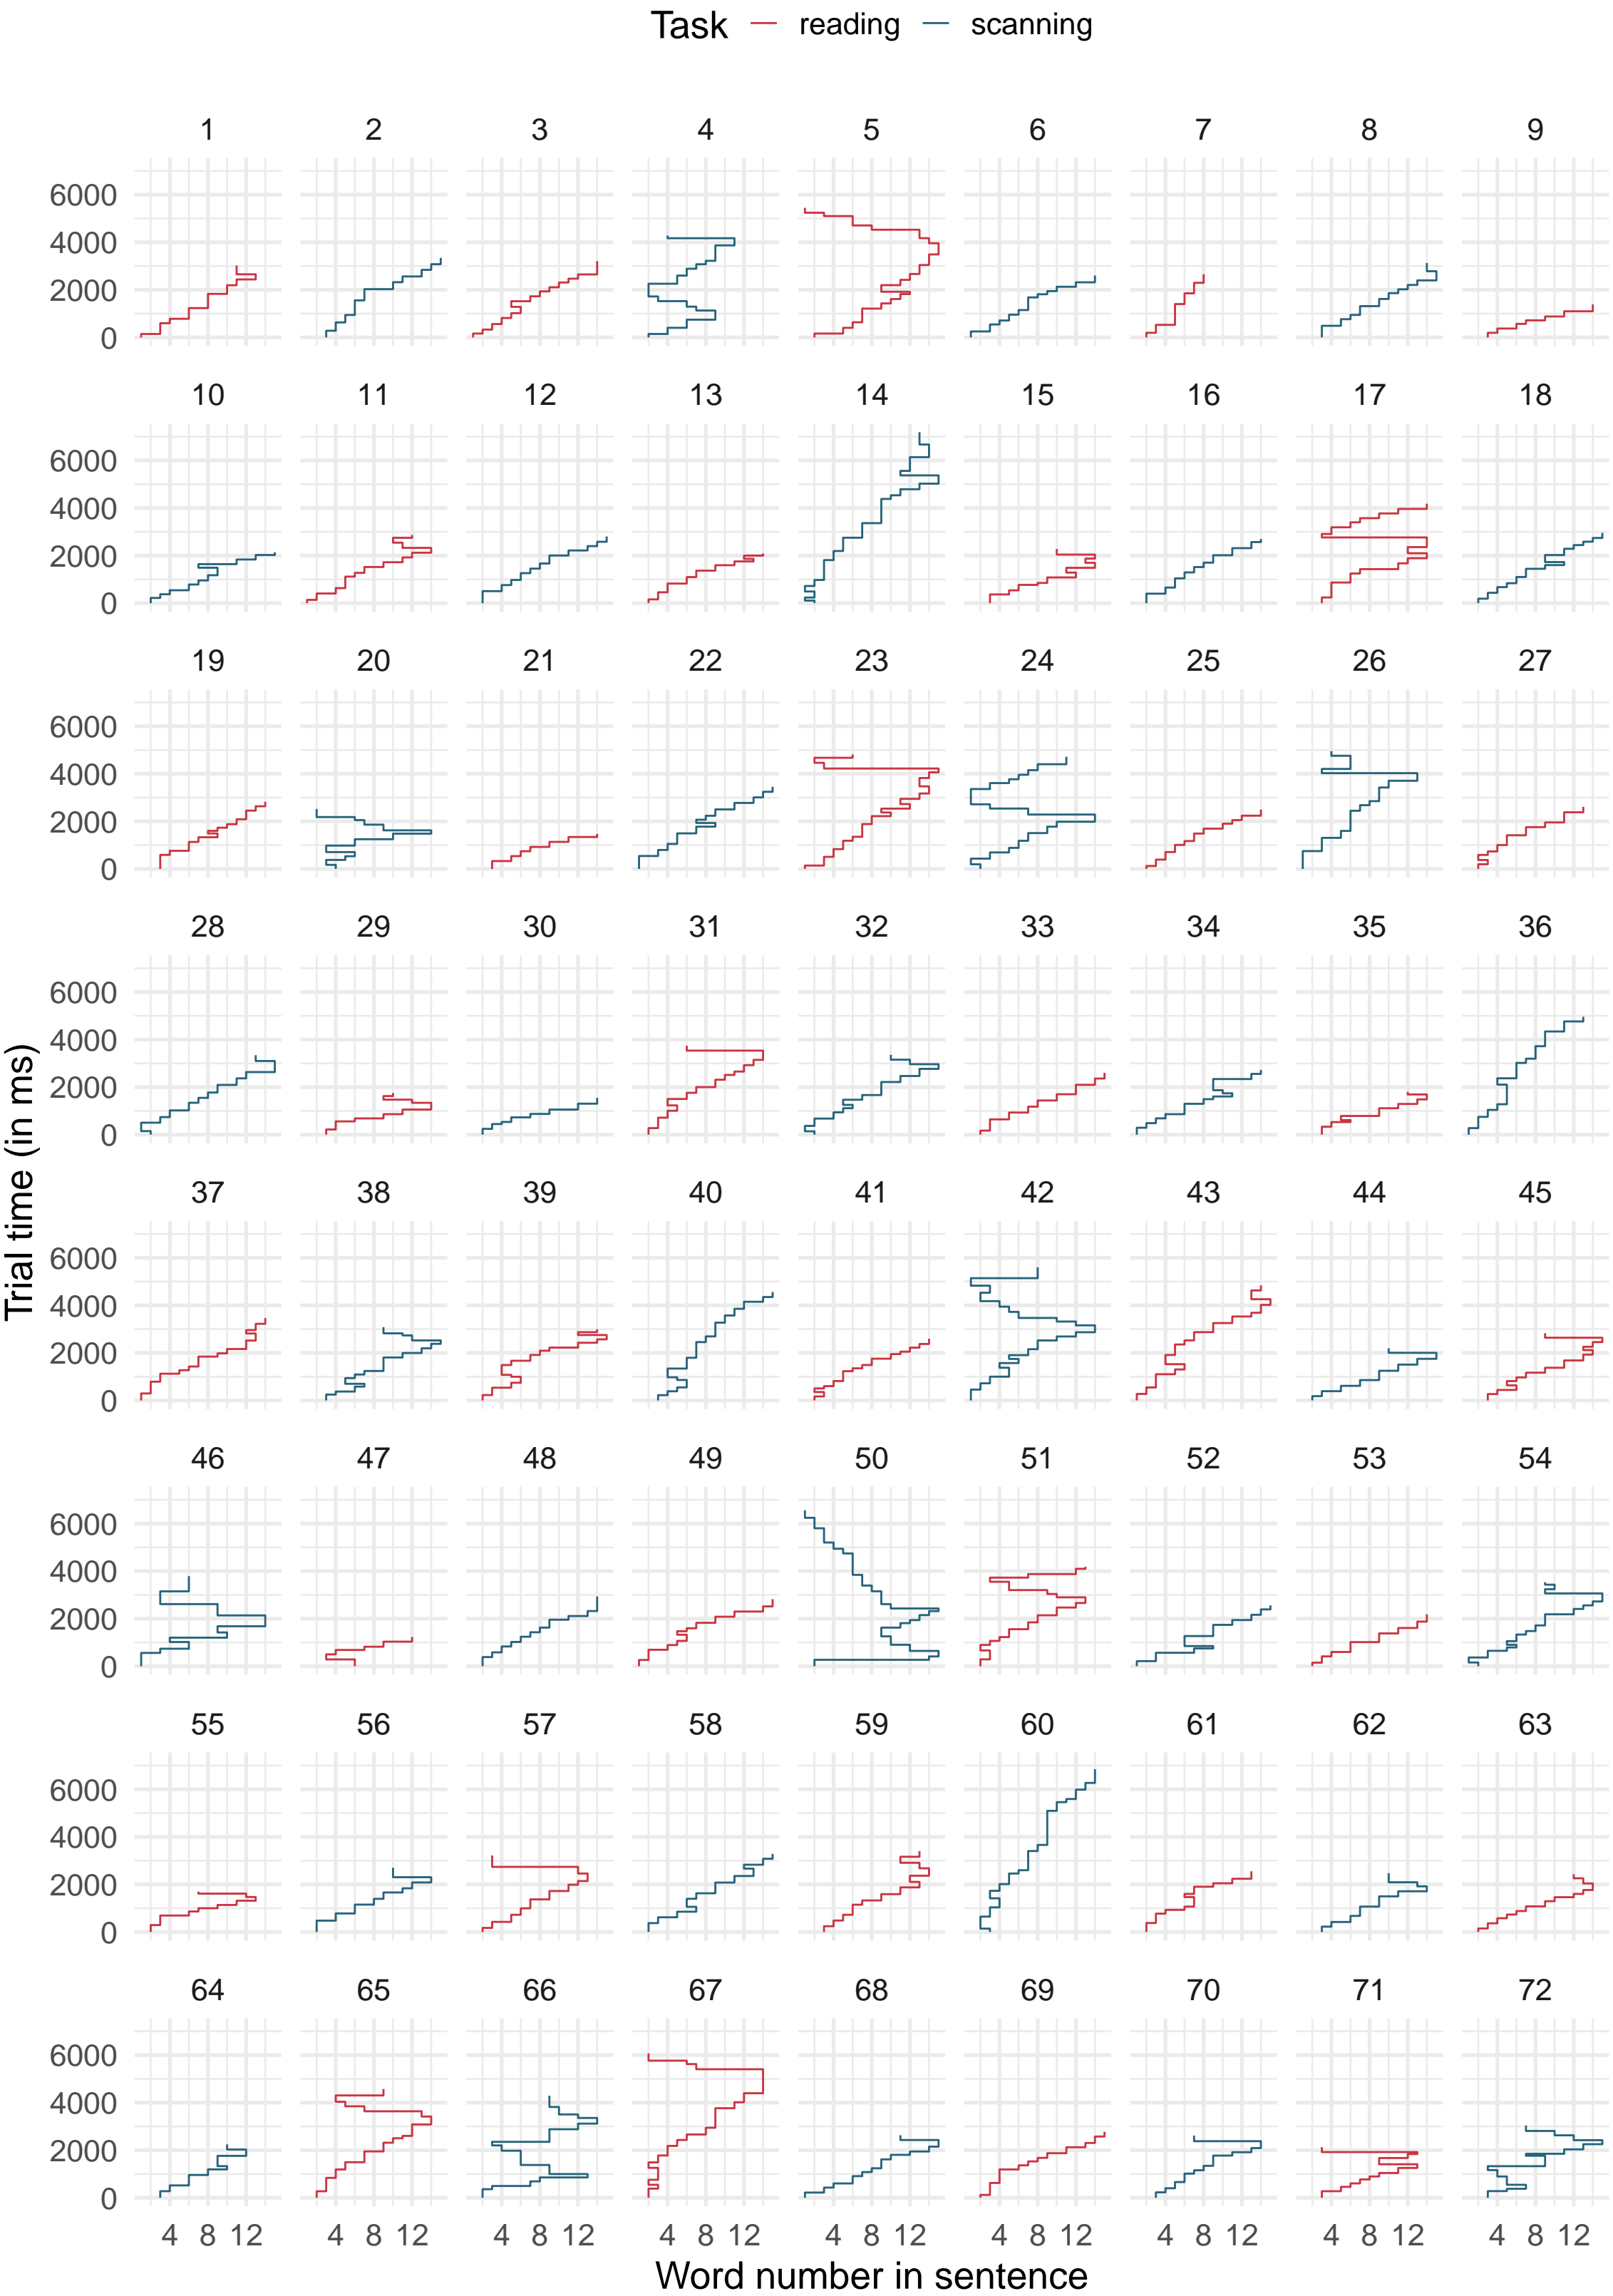 Task reading scanning
1 2 3 4 5 6 7 8 9
6000
4000
2000
0
10 11 12 13 14 15 16 17 18
6000
4000
2000
0
19 20 21 22 23 24 25 26 27
6000
4000
2000
0
28 29 30 31 32 33 34 35 36
6000
4000
2000
0
Trial time (in ms)
37 38 39 40 41 42 43 44 45
6000
4000
2000
0
46 47 48 49 50 51 52 53 54
6000
4000
2000
0
55 56 57 58 59 60 61 62 63
6000
4000
2000
0
64 65 66 67 68 69 70 71 72
6000
4000
2000
0
4 8 12 4 8 12 4 8 12 4 8 12 4 8 12 4 8 12 4 8 12 4 8 12 4 8 12
Word number in sentence